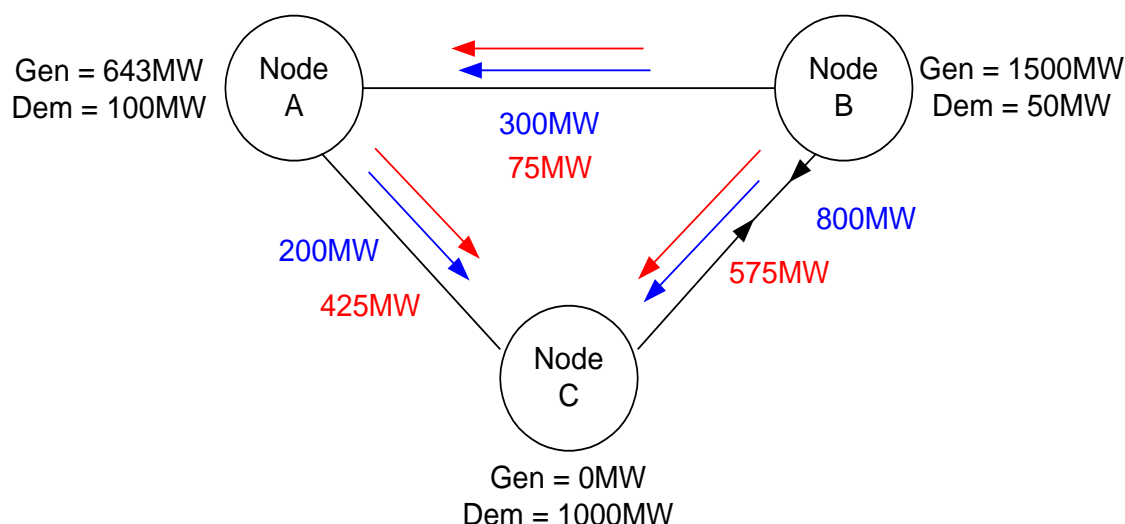 Gen = 643MW
Dem = 100MW
Node
A
Node
B
Gen = 1500MW
Dem = 50MW
300MW
75MW
200MW
425MW
800MW
575MW
Node
C
Gen = 0MW
Dem = 1000MW